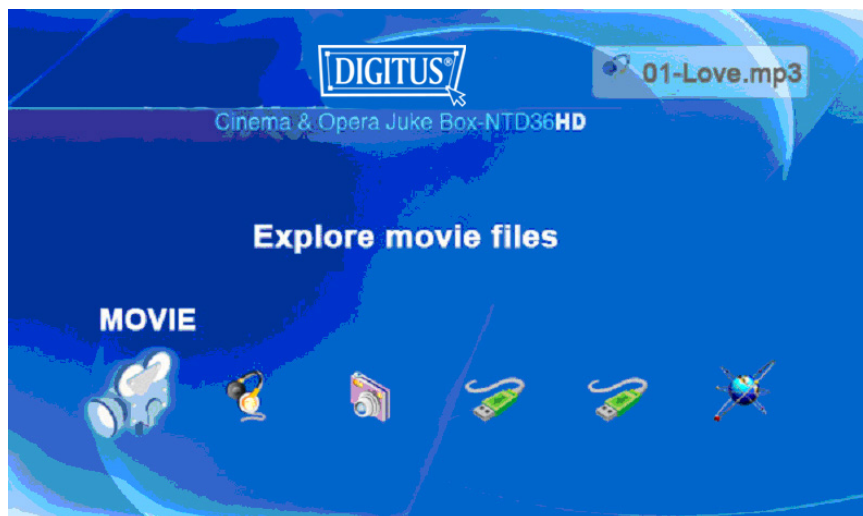 DIGITUS®
01-Love.mp3
Cinema & Opera Juke Box-NTD36HD
Explore movie files
MOVIE